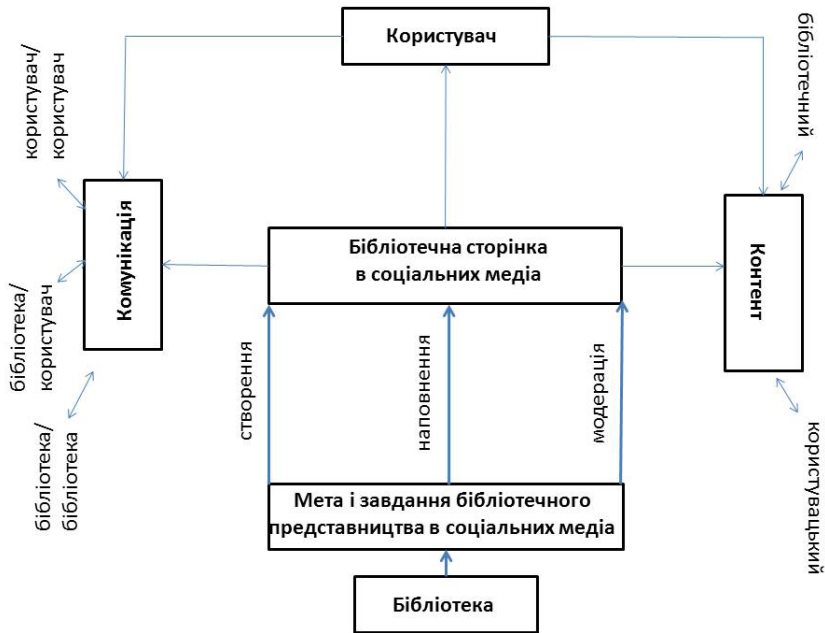 Користувач
користувач/
користувач
бібліотечний
Комунікація
Бібліотечна сторінка
в соціальних медіа
Контент
бібліотека/
користувач
створення
наповнення
модерація
бібліотека/
бібліотека
користувацький
Мета і завдання бібліотечного
представництва в соціальних медіа
Бібліотека